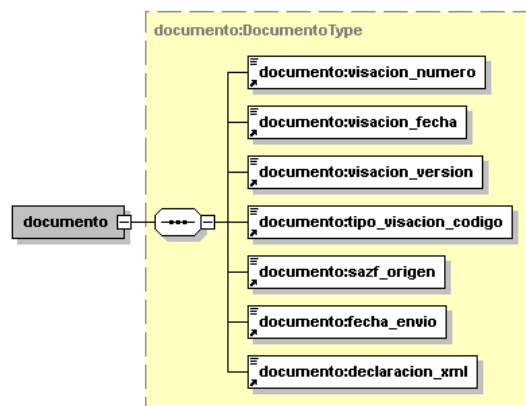 documento:DocumentoType
documento:visacion_numero
documento:visacion_fecha
documento:visacion_version
documento
documento:tipo_visacion_codigo
documento:sazf_origen
documento:fecha_envio
documento:declaracion_xml